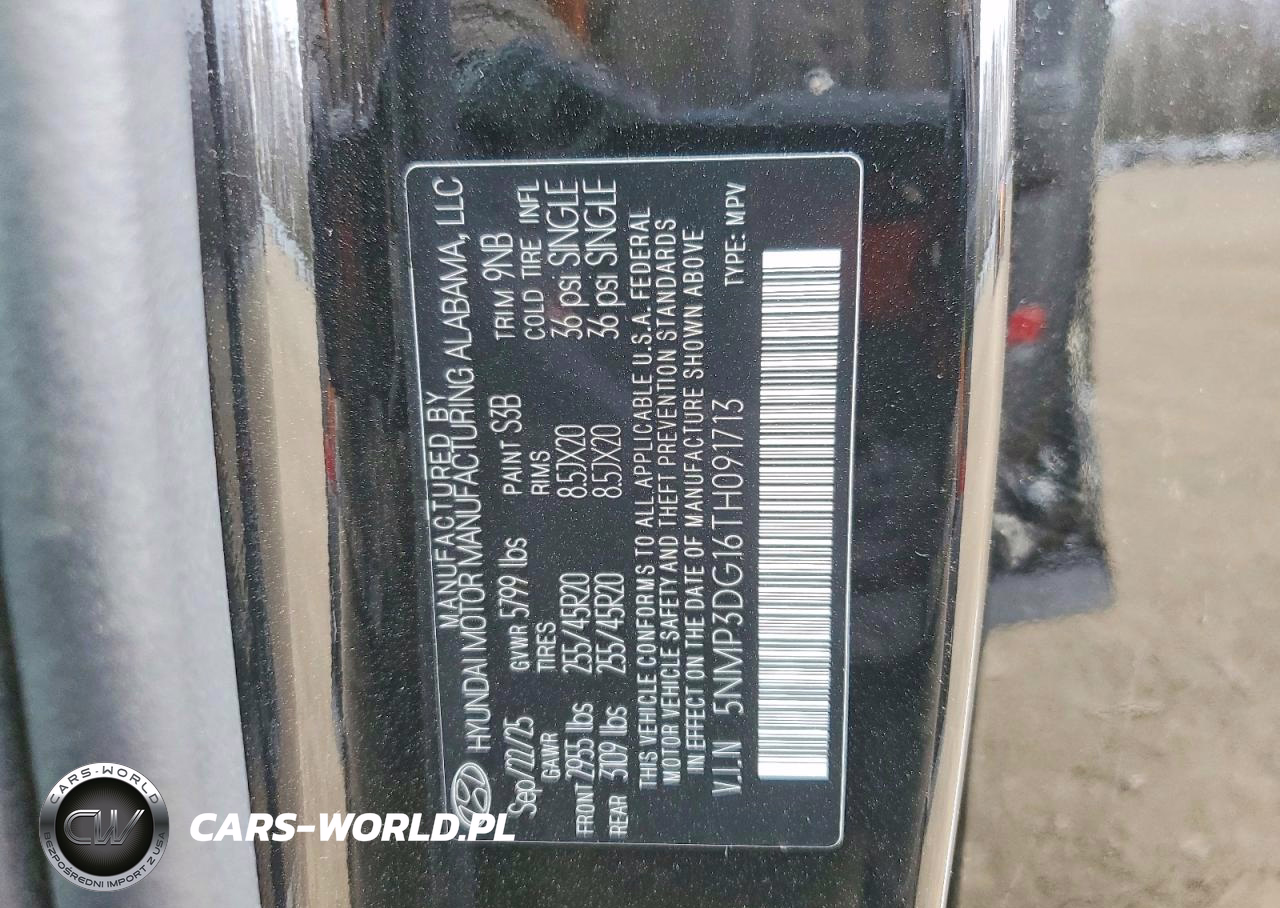 MANUFACTURED BY
HYUNDAI MOTOR MANUFACTURING ALABAMA, LLC
Sep/22/25 GVWR 5799 lbs PAINT S3B TRIM 9NB
GAWR TIRES RIMS COLD TIRE INFL
FRONT 2955 lbs 255/45R20 8.5JX20 36 psi SINGLE
REAR 3109 lbs 255/45R20 8.5JX20 36 psi SINGLE
THIS VEHICLE CONFORMS TO ALL APPLICABLE U.S.A. FEDERAL
MOTOR VEHICLE SAFETY AND THEFT PREVENTION STANDARDS
IN EFFECT ON THE DATE OF MANUFACTURE SHOWN ABOVE
V.I.N 5NMP3DG16TH091713 TYPE: MPV
CARS-WORLD
CW
BEZPOŚREDNI IMPORT Z USA
CARS-WORLD.PL